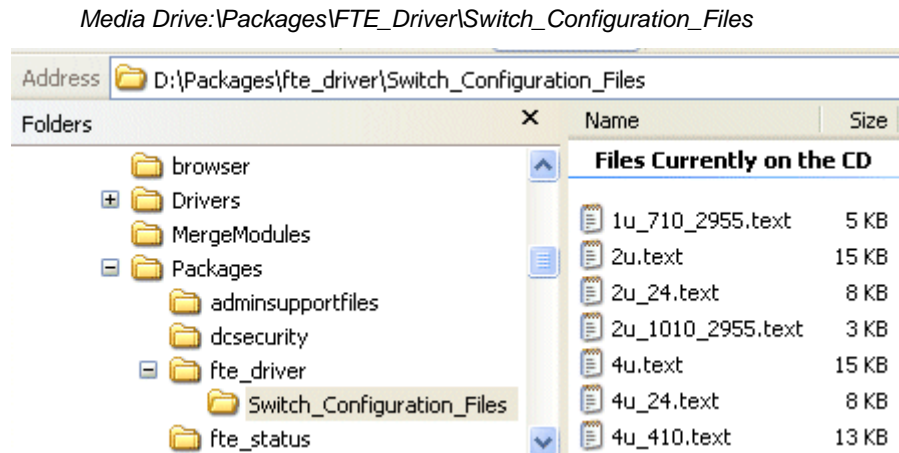 Media Drive:\Packages\FTE_Driver\Switch_Configuration_Files
Address D:\Packages\fte_driver\Switch_Configuration_Files
Folders x
browser
Drivers
MergeModules
Packages
adminsupportfiles
dcsecurity
fte_driver
Switch_Configuration_Files
fte_status
Name Size
Files Currently on the CD
1u_710_2955.text 5 KB
2u.text 15 KB
2u_24.text 8 KB
2u_1010_2955.text 3 KB
4u.text 15 KB
4u_24.text 8 KB
4u_410.text 13 KB